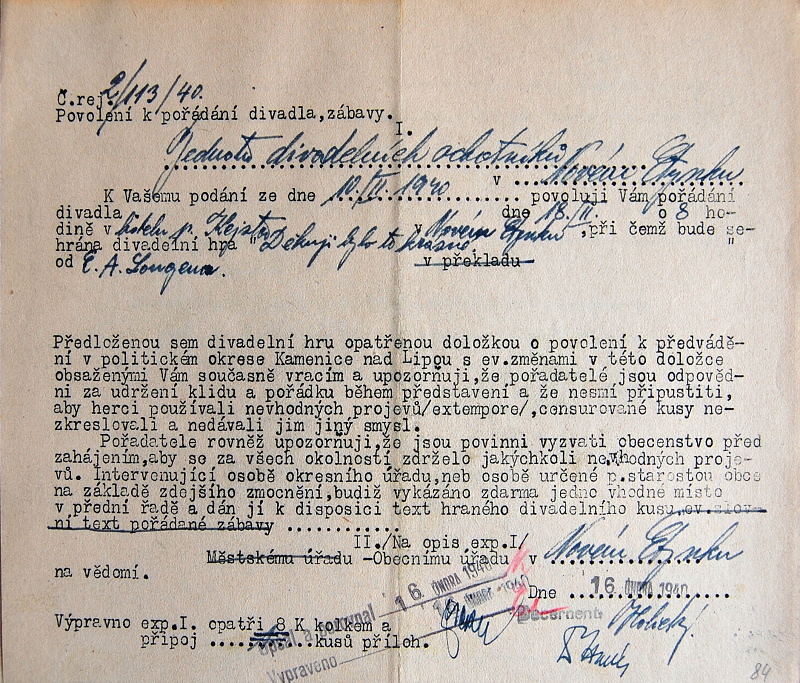 Č.rej. 2/113/40.
Povolení k pořádání divadla,zábavy.
I.
Jednotě divadelních ochotníků
v Novém Etynku
K Vašemu podání ze dne 10./II. 1940 povoluji Vám pořádání
divadla dne 18./II. o 8 ho-
dině v hotelu p. Kejsta Novém Etynku ,při čemž bude se-
hrána divadelní hra "Děkuji bylo to krásné. "
od E. A. Longena. v překladu
Předloženou sem divadelní hru opatřenou doložkou o povolení k předvádě-
ní v politickém okrese Kamenice nad Lipou s ev.změnami v této doložce
obsaženými Vám současně vracím a upozorňuji,že pořadatelé jsou odpověd-
ni za udržení klidu a pořádku během představení a že nesmí připustiti,
aby herci používali nevhodných projevů/extempore/,censurované kusy ne-
zkreslovali a nedávali jim jiný smysl.
Pořadatele rovněž upozorňuji,že jsou povinni vyzvati obecenstvo před
zahájením,aby se za všech okolností zdrželo jakýchkoli nevhodných proje-
vů. Intervenující osobě okresního úřadu,neb osobě určené p.starostou obce
na základě zdejšího zmocnění,budiž vykázáno zdarma jedno vhodné místo
v přední řadě a dán jí k disposici text hraného divadelního kusu,ev.slov-
ní text pořádané zábavy ............
II./Na opis exp.I/
Městskému úřadu -Obecnímu úřadu v Novém Etynku
na vědomí.
16. ÚNORA 1940
Dne 16 ÚNORA 1940
Decernent:
Výpravno exp.I. opatři 8 K kolkem a
připoj ............kusů příloh.
Opsal a porovnal
Vypraveno
84